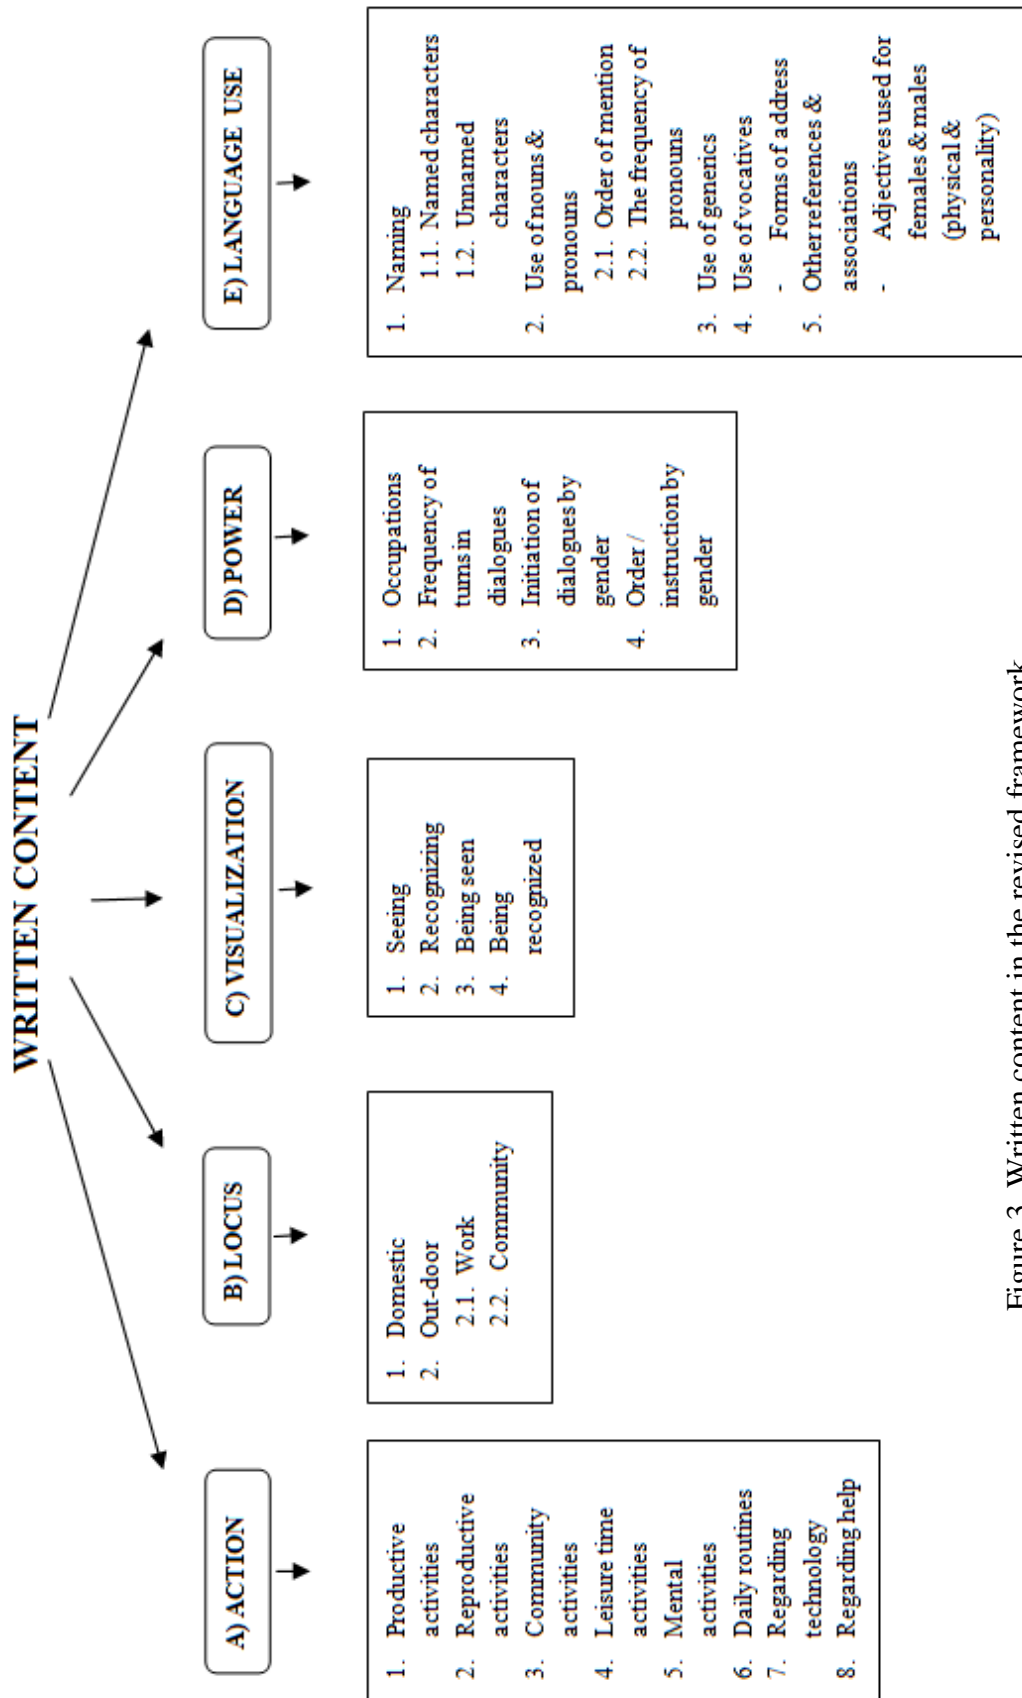 WRITTEN CONTENT
A) ACTION
1. Productive
activities
2. Reproductive
activities
3. Community
activities
4. Leisure time
activities
5. Mental
activities
6. Daily routines
7. Regarding
technology
8. Regarding help
B) LOCUS
1. Domestic
2. Out-door
2.1. Work
2.2. Community
C) VISUALIZATION
1. Seeing
2. Recognizing
3. Being seen
4. Being
recognized
D) POWER
1. Occupations
2. Frequency of
turns in
dialogues
3. Initiation of
dialogues by
gender
4. Order /
instruction by
gender
E) LANGUAGE USE
1. Naming
1.1. Named characters
1.2. Unnamed
characters
2. Use of nouns &
pronouns
2.1. Order of mention
2.2. The frequency of
pronouns
3. Use of generics
4. Use of vocatives
- Forms of address
5. Other references &
associations
- Adjectives used for
females & males
(physical &
personality)
Figure 3. Written content in the revised framework